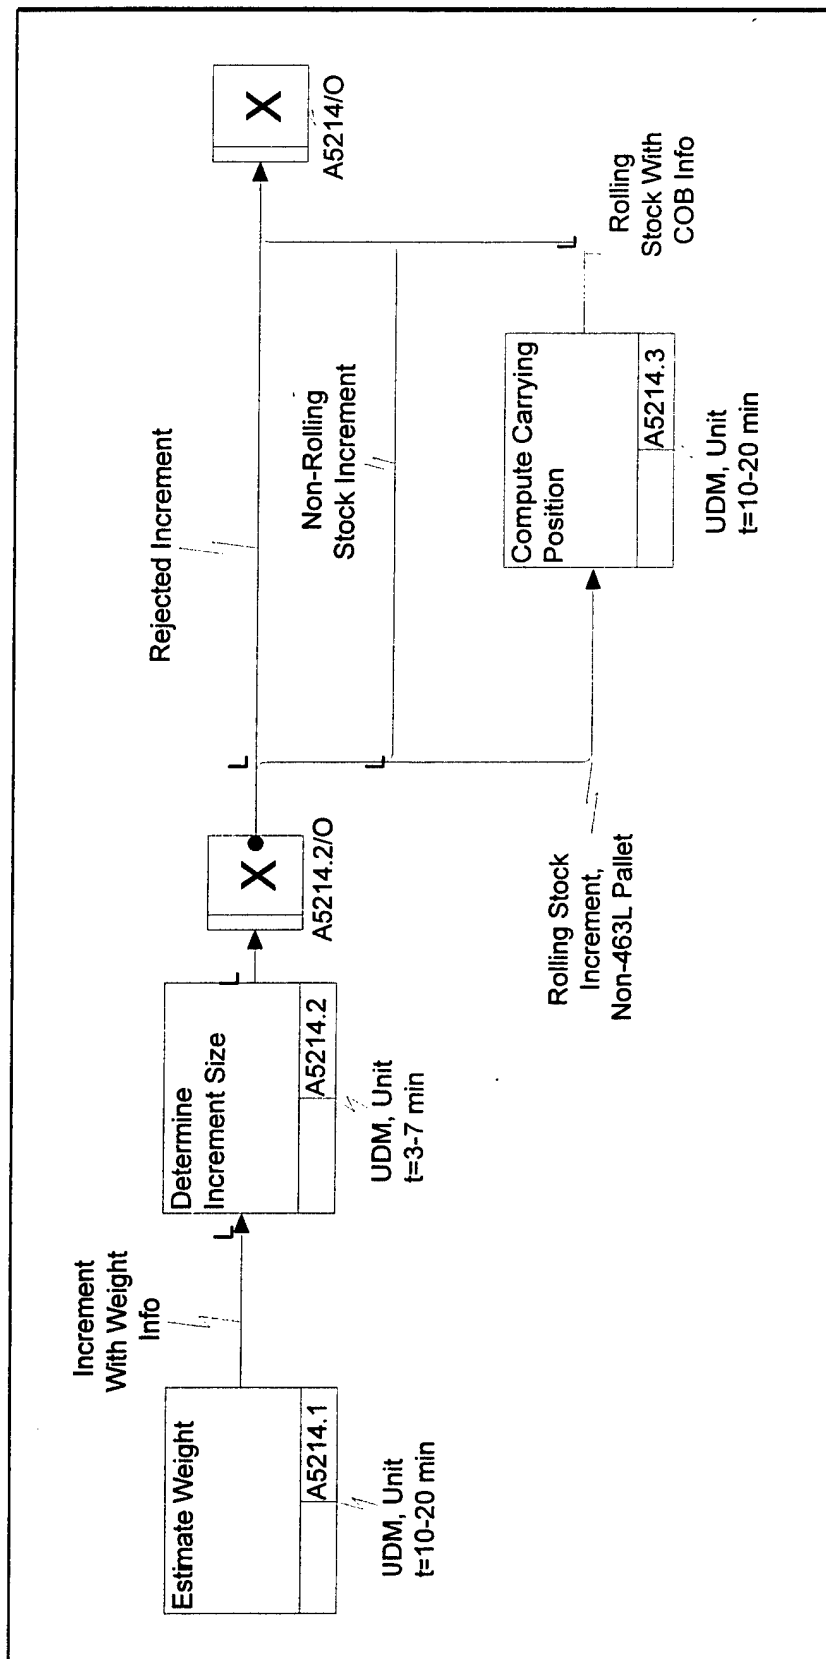 Estimate Weight
A5214.1
UDM, Unit
t=10-20 min
Increment
With Weight
Info
L
Determine
Increment Size
A5214.2
UDM, Unit
t=3-7 min
L
X
A5214.2/O
L
L
Rejected Increment
Non-Rolling
Stock Increment
Rolling Stock
Increment,
Non-463L Pallet
Compute Carrying
Position
A5214.3
UDM, Unit
t=10-20 min
L
Rolling
Stock With
COB Info
X
A5214/O